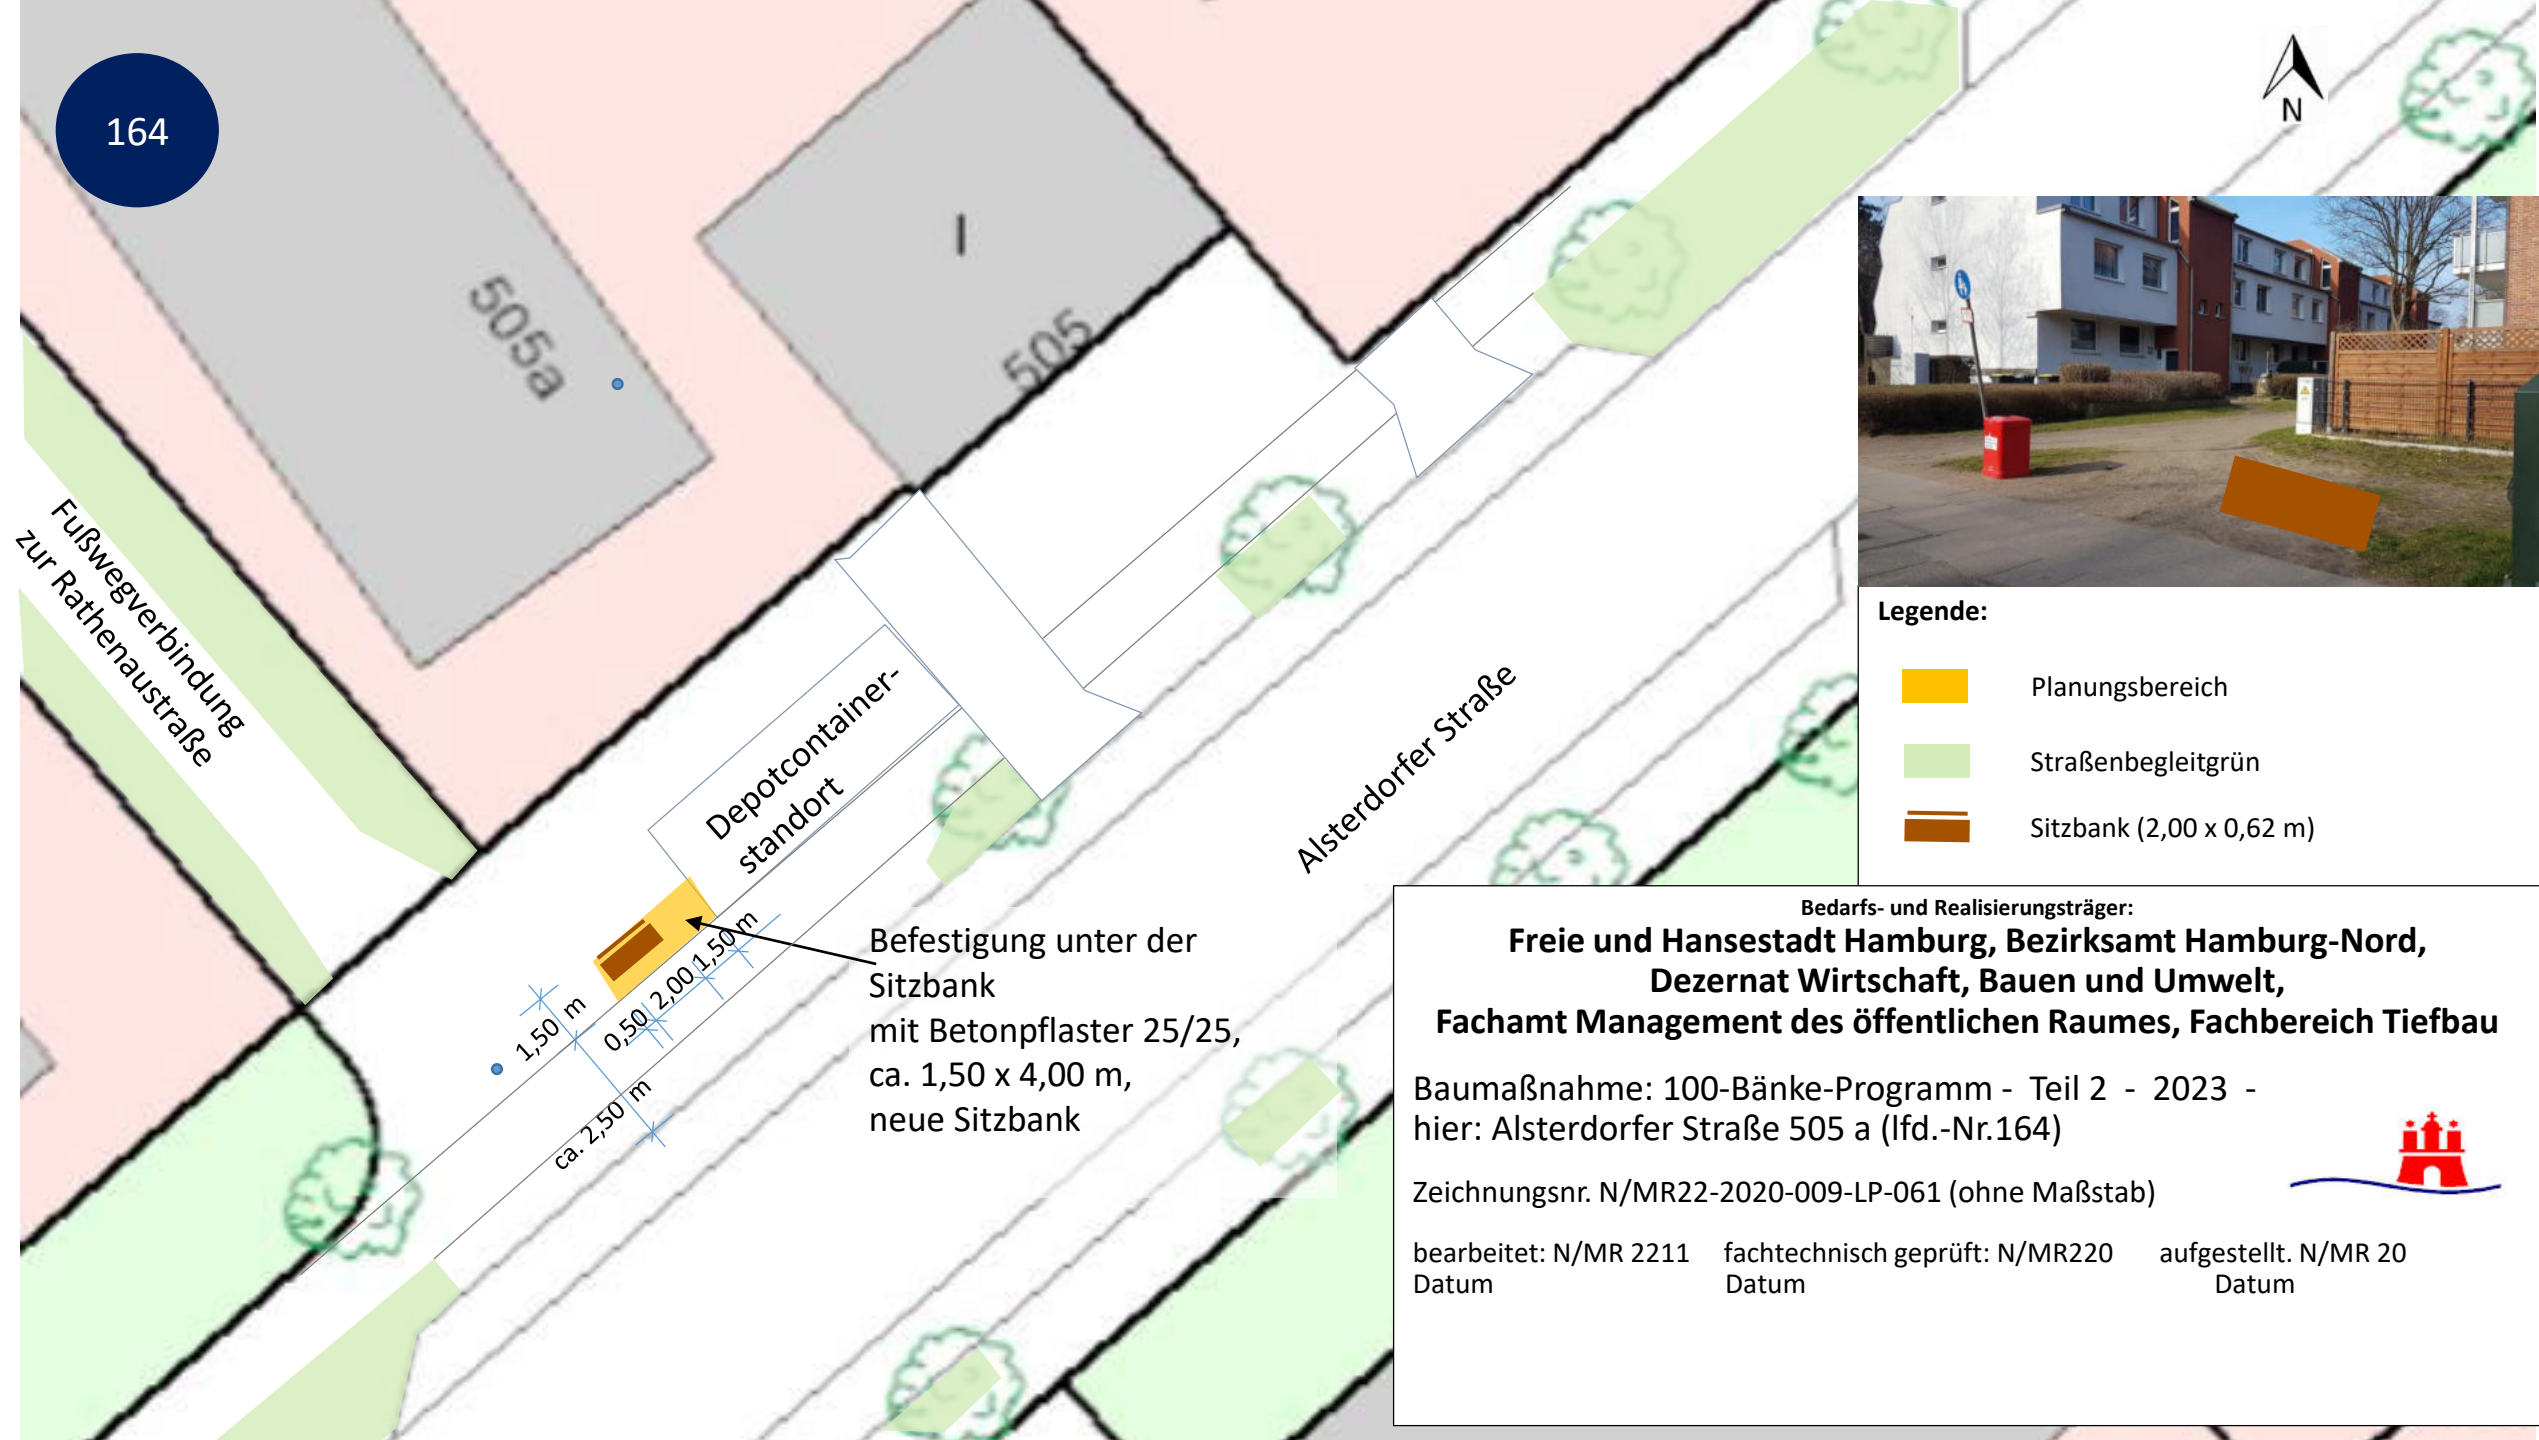 164
N
I
505a
505
Fußwegverbindung
zur Rathenaustraße
Depotcontainer-
standort
Alsterdorfer Straße
1,50 m
0,50
2,00
1,50 m
ca. 2,50 m
Befestigung unter der
Sitzbank
mit Betonpflaster 25/25,
ca. 1,50 x 4,00 m,
neue Sitzbank
Legende:
Planungsbereich
Straßenbegleitgrün
Sitzbank (2,00 x 0,62 m)
Bedarfs- und Realisierungsträger:
Freie und Hansestadt Hamburg, Bezirksamt Hamburg-Nord,
Dezernat Wirtschaft, Bauen und Umwelt,
Fachamt Management des öffentlichen Raumes, Fachbereich Tiefbau
Baumaßnahme: 100-Bänke-Programm - Teil 2 - 2023 -
hier: Alsterdorfer Straße 505 a (lfd.-Nr.164)
Zeichnungsnr. N/MR22-2020-009-LP-061 (ohne Maßstab)
bearbeitet: N/MR 2211 fachtechnisch geprüft: N/MR220 aufgestellt. N/MR 20
Datum Datum Datum